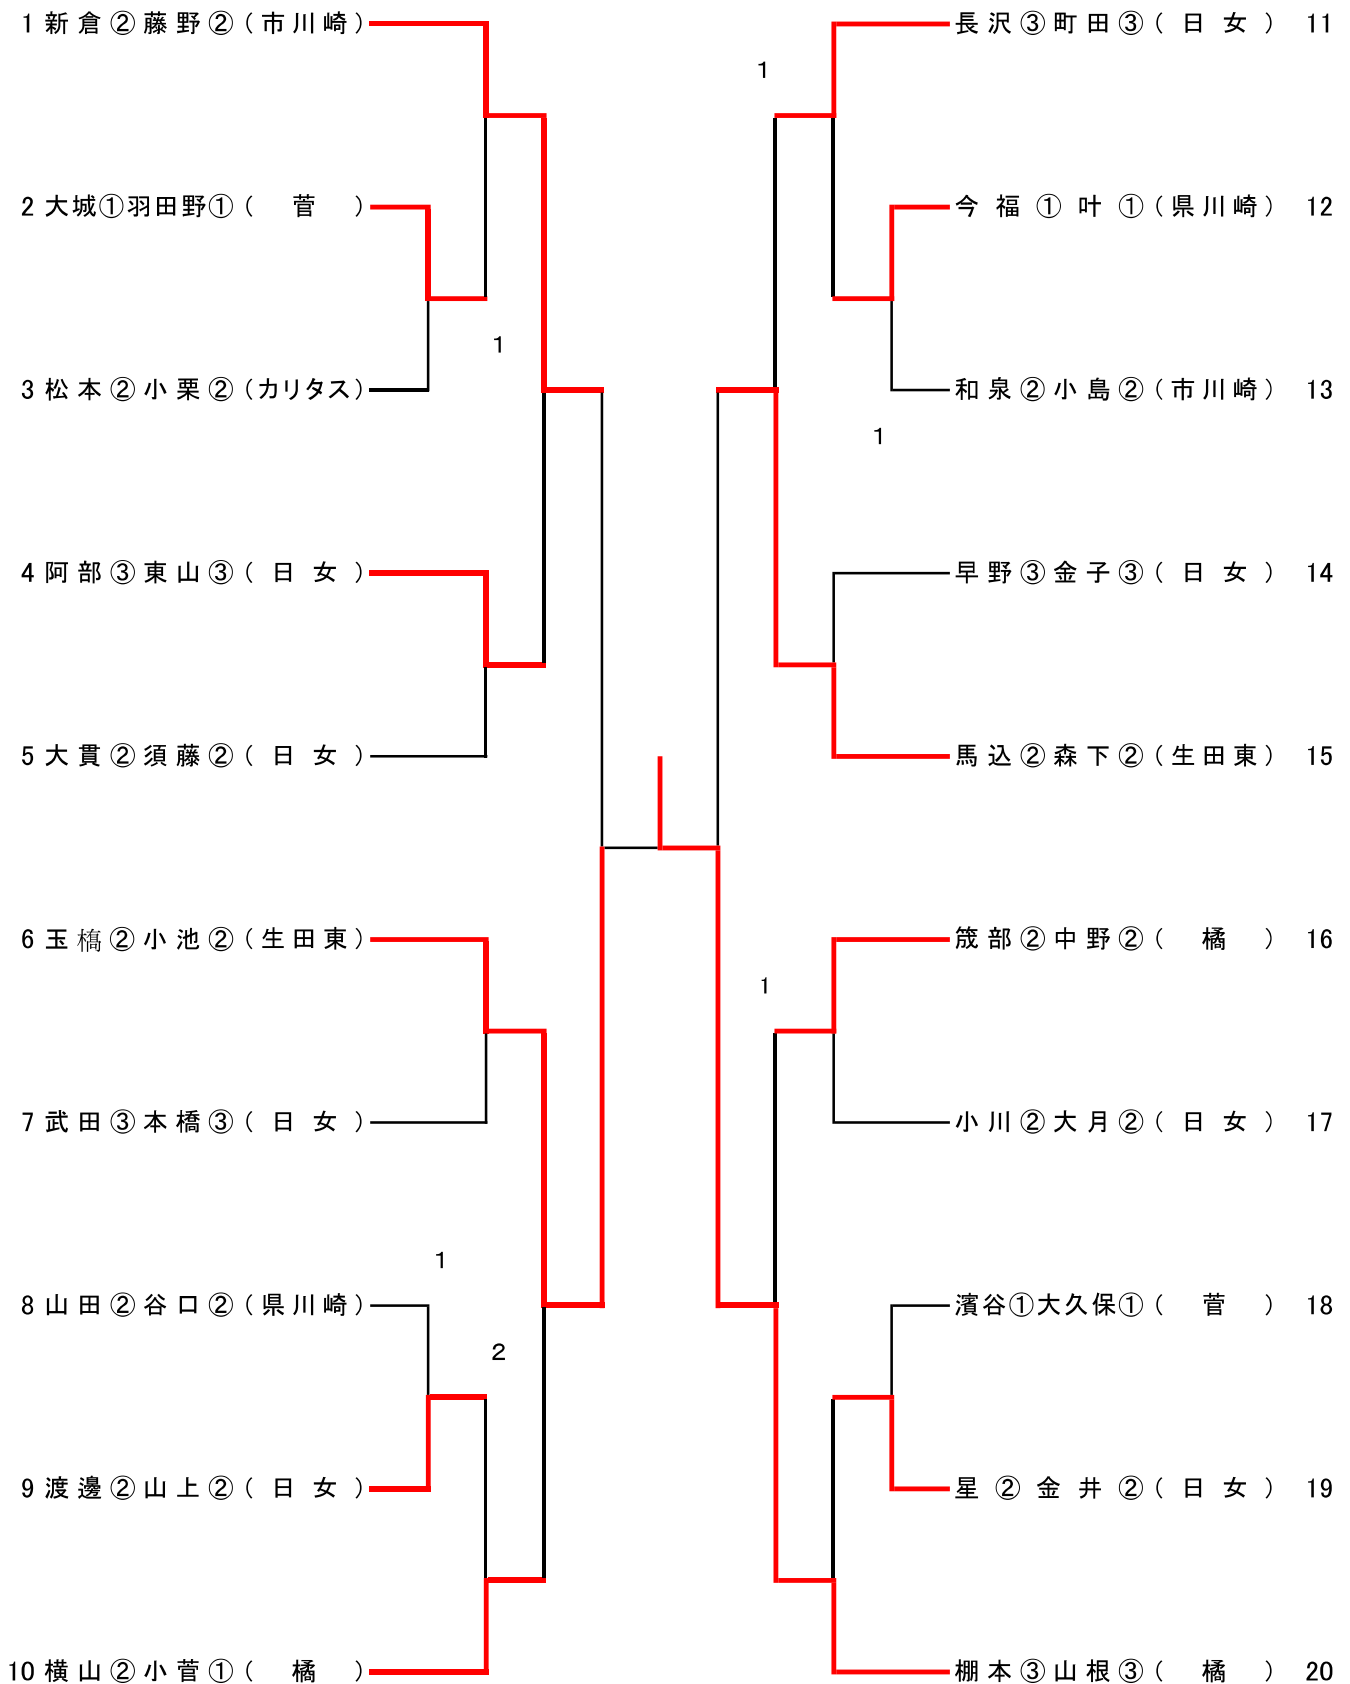 1 新倉②藤野②(市川崎)
2 大城①羽田野①(菅)
3 松本②小栗②(カリタス)
4 阿部③東山③(日女)
5 大貫②須藤②(日女)
6 玉槗②小池②(生田東)
7 武田③本橋③(日女)
8 山田②谷口②(県川崎)
9 渡邊②山上②(日女)
10 横山②小菅①(橘)
1
1
2
長沢③町田③(日女) 11
今福①叶①(県川崎) 12
和泉②小島②(市川崎) 13
早野③金子③(日女) 14
馬込②森下②(生田東) 15
筬部②中野②(橘) 16
小川②大月②(日女) 17
濱谷①大久保①(菅) 18
星②金井②(日女) 19
棚本③山根③(橘) 20
1
1
1